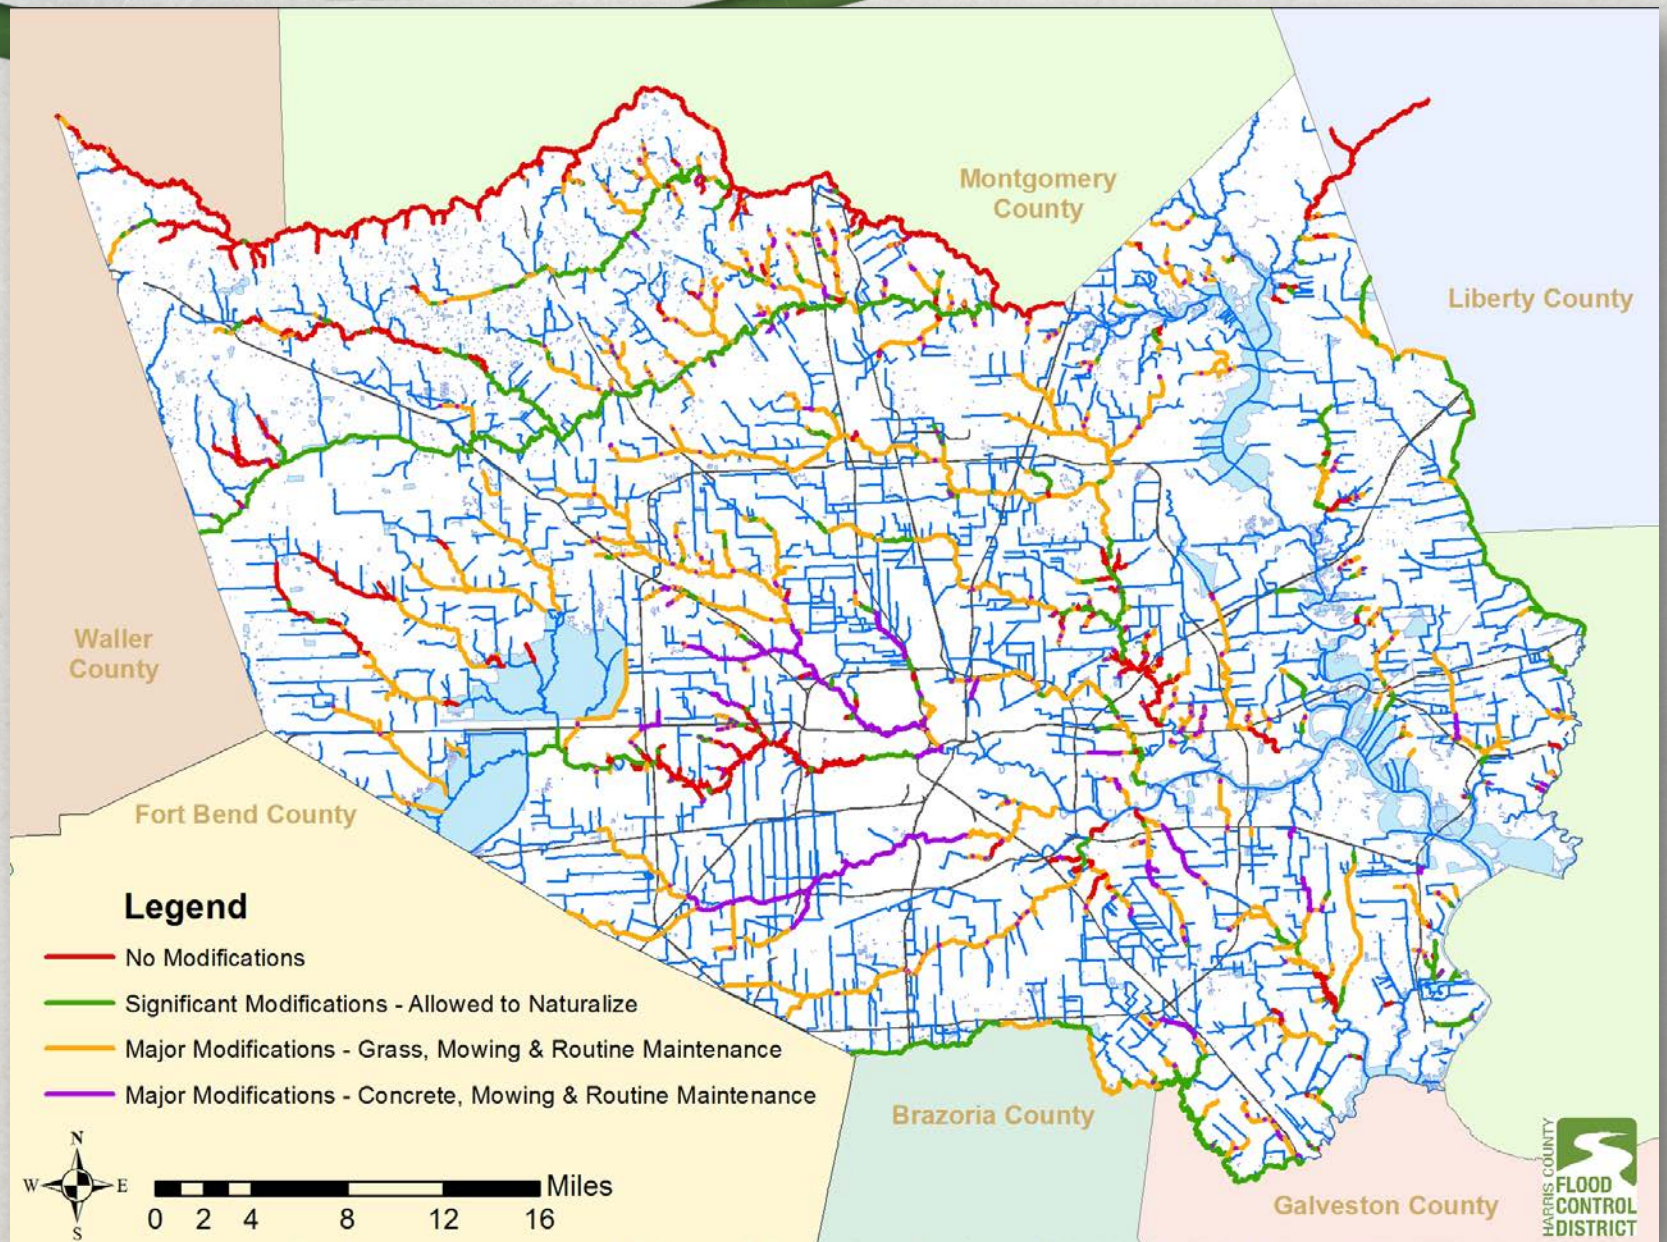 Montgomery
County
Liberty County
Waller
County
Fort Bend County
Legend
No Modifications
Significant Modifications - Allowed to Naturalize
Major Modifications - Grass, Mowing & Routine Maintenance
Major Modifications - Concrete, Mowing & Routine Maintenance
Brazoria County
Galveston County
N
W E
S
Miles
0 2 4 8 12 16
HARRIS COUNTY
FLOOD
CONTROL
DISTRICT